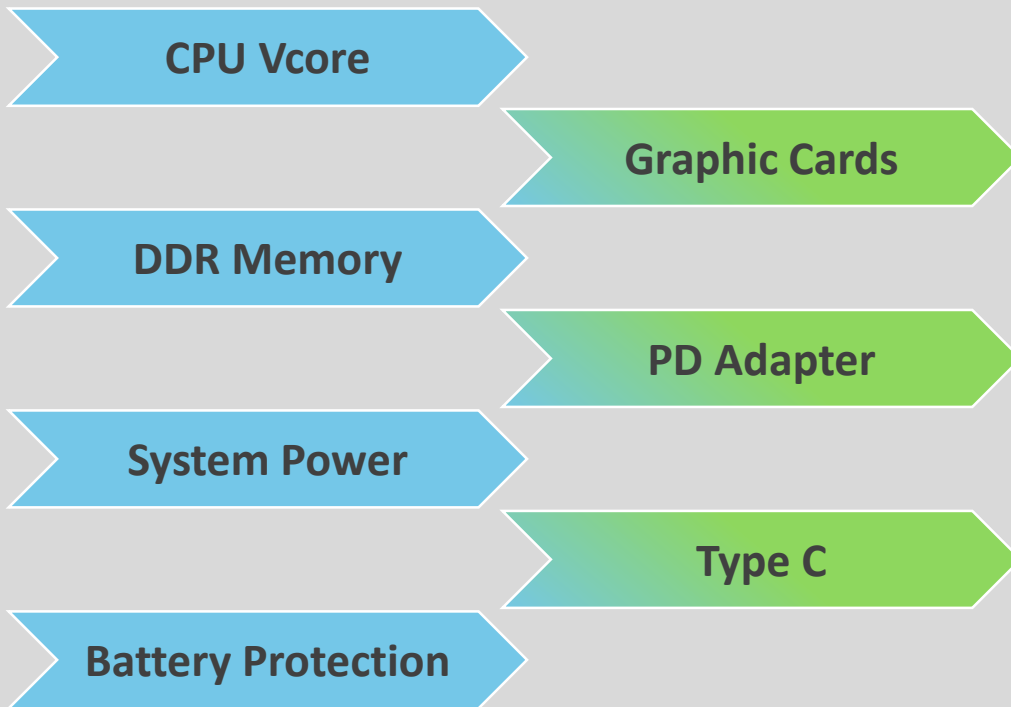 CPU Vcore
Graphic Cards
DDR Memory
PD Adapter
System Power
Type C
Battery Protection